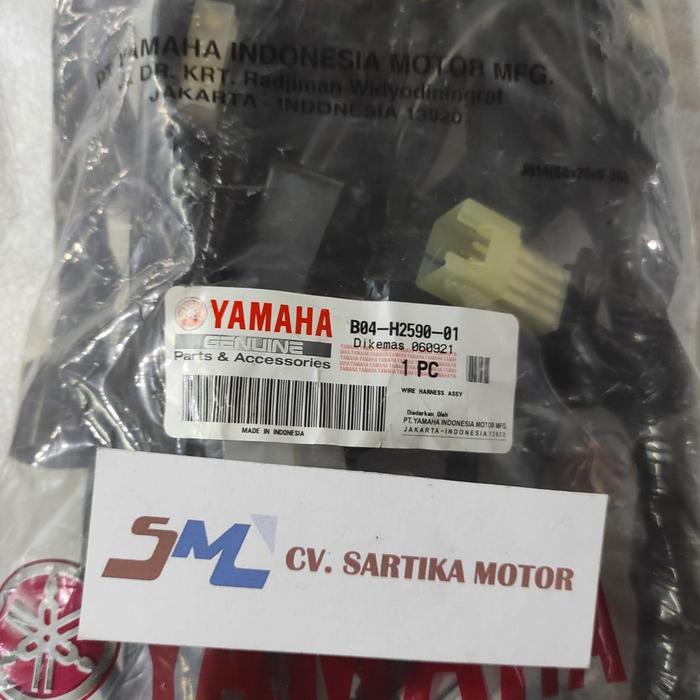 PT. YAMAHA INDONESIA MOTOR MFG.
DR. KRT. Radjiman Widyodiningrat
JAKARTA - INDONESIA 13920
YAMAHA
GENUINE
Parts & Accessories
B04-H2590-01
Dikemas 060921
1 PC
WIRE HARNESS ASSY
Diedarkan Oleh
PT. YAMAHA INDONESIA MOTOR MFG.
JAKARTA-INDONESIA 13920
MADE IN INDONESIA
SML CV. SARTIKA MOTOR
YAMAHA